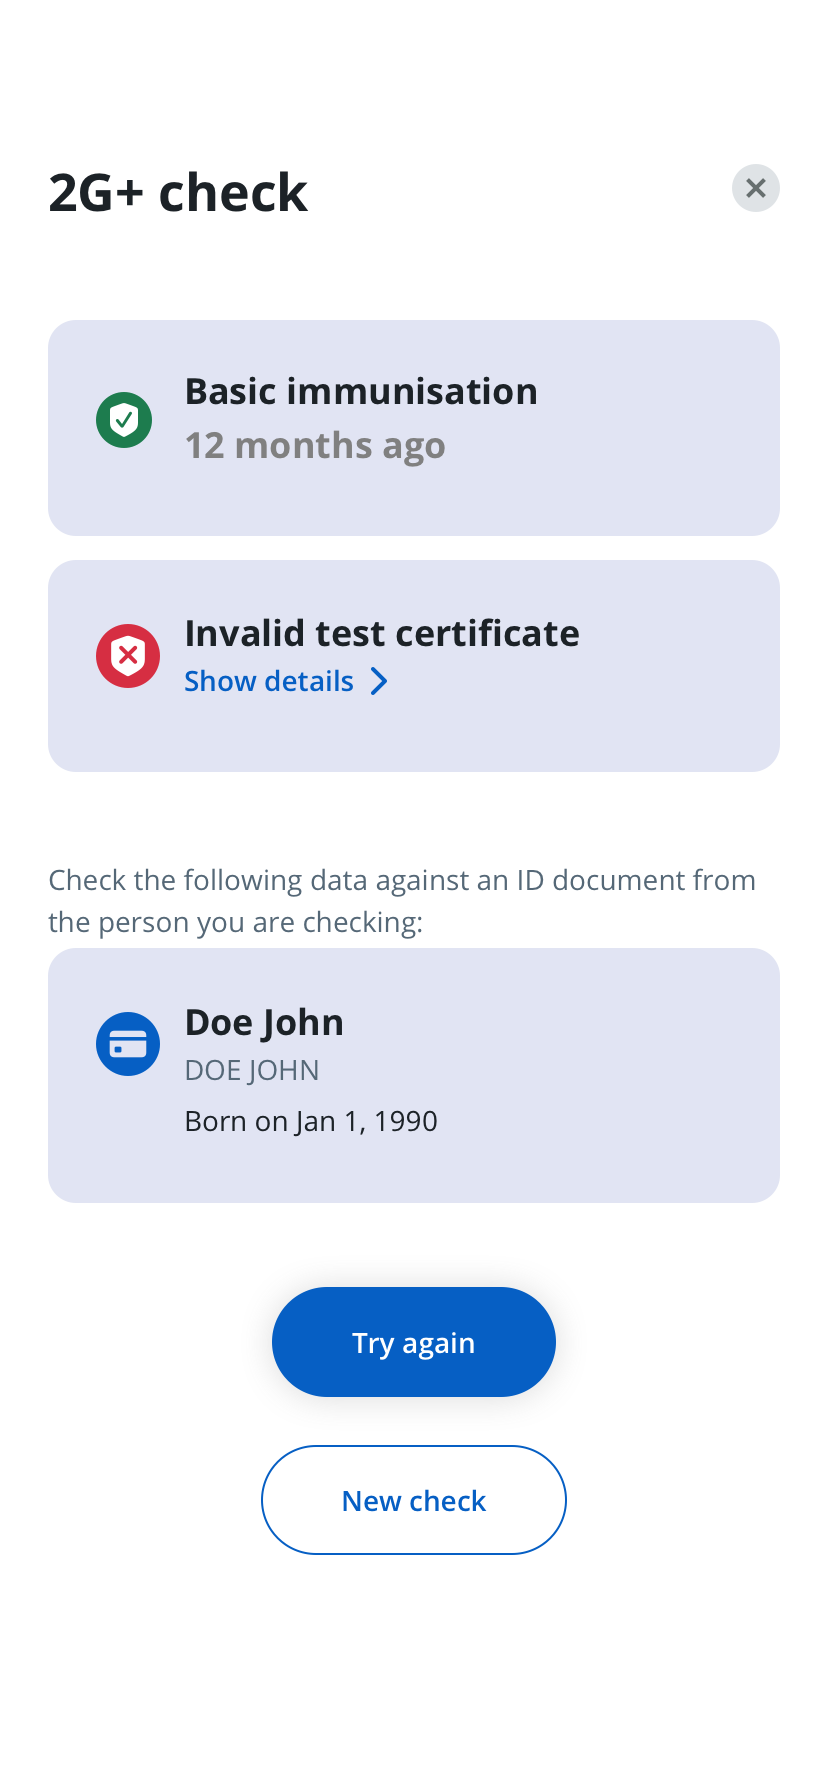 2G+ check
Basic immunisation
12 months ago
Invalid test certificate
Show details
Check the following data against an ID document from
the person you are checking:
Doe John
DOE JOHN
Born on Jan 1, 1990
Try again
New check